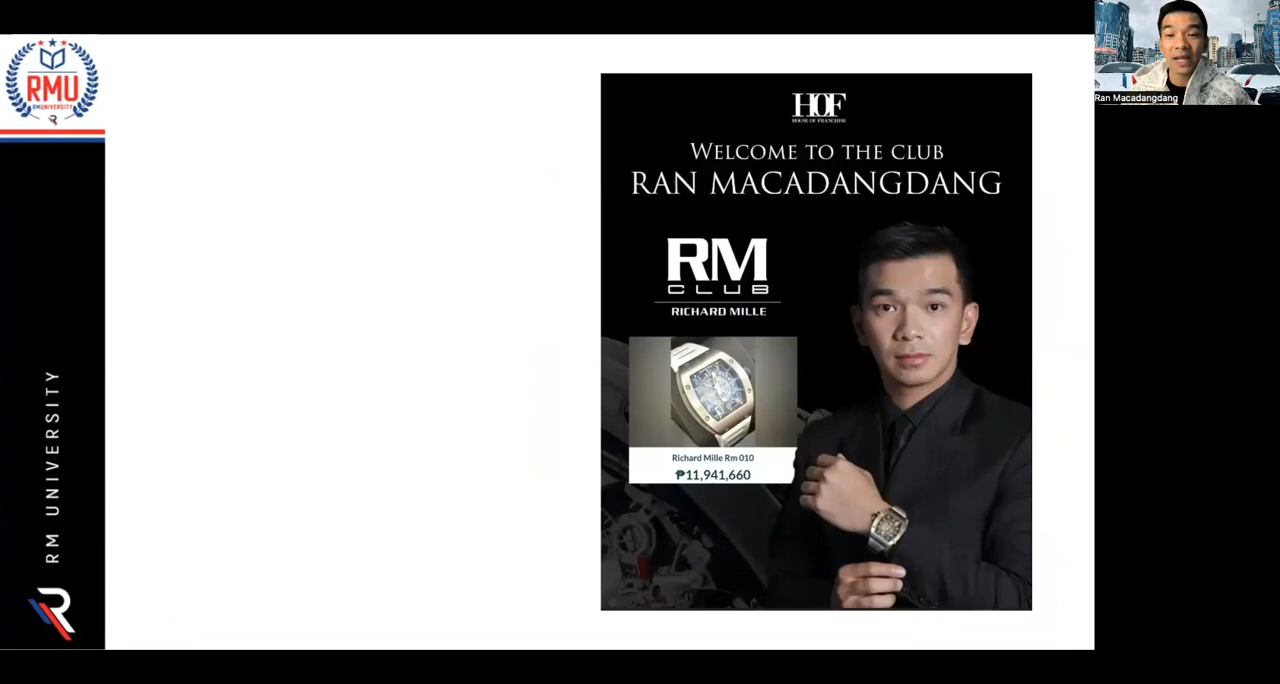 RMU
RMUNIVERSITY
RM UNIVERSITY
HOF
HOUSE OF FRANCHISE
WELCOME TO THE CLUB
RAN MACADANGDANG
RM
CLUB
RICHARD MILLE
Richard Mille Rm 010
₱11,941,660
Ran Macadangdang